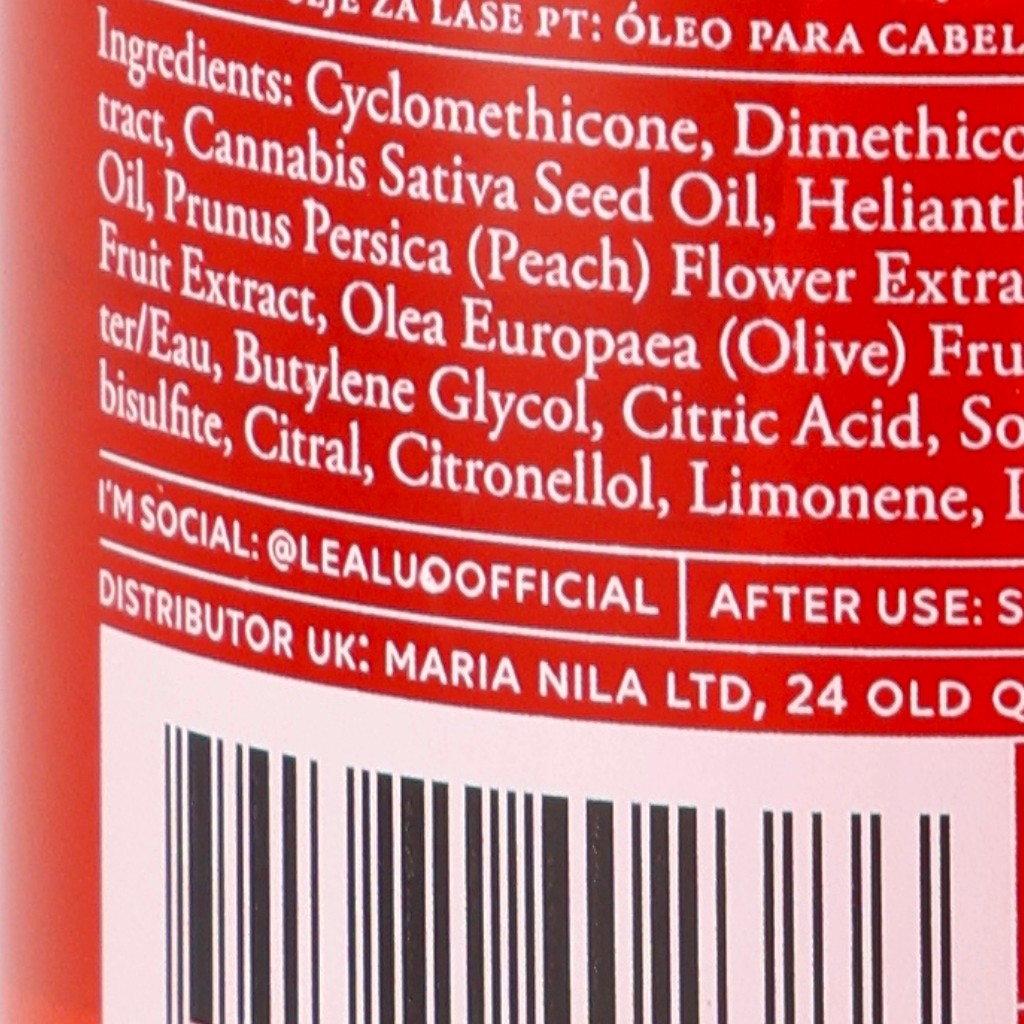 ZA LASE PT: ÓLEO PARA CABEL
Ingredients: Cyclomethicone, Dimethico
tract, Cannabis Sativa Seed Oil, Helianth
Oil, Prunus Persica (Peach) Flower Extra
Fruit Extract, Olea Europaea (Olive) Fru
ter/Eau, Butylene Glycol, Citric Acid, So
bisulfite, Citral, Citronellol, Limonene, L
I'M SOCIAL: @LEALUOOFFICIAL
AFTER USE: S
DISTRIBUTOR UK: MARIA NILA LTD, 24 OLD Q